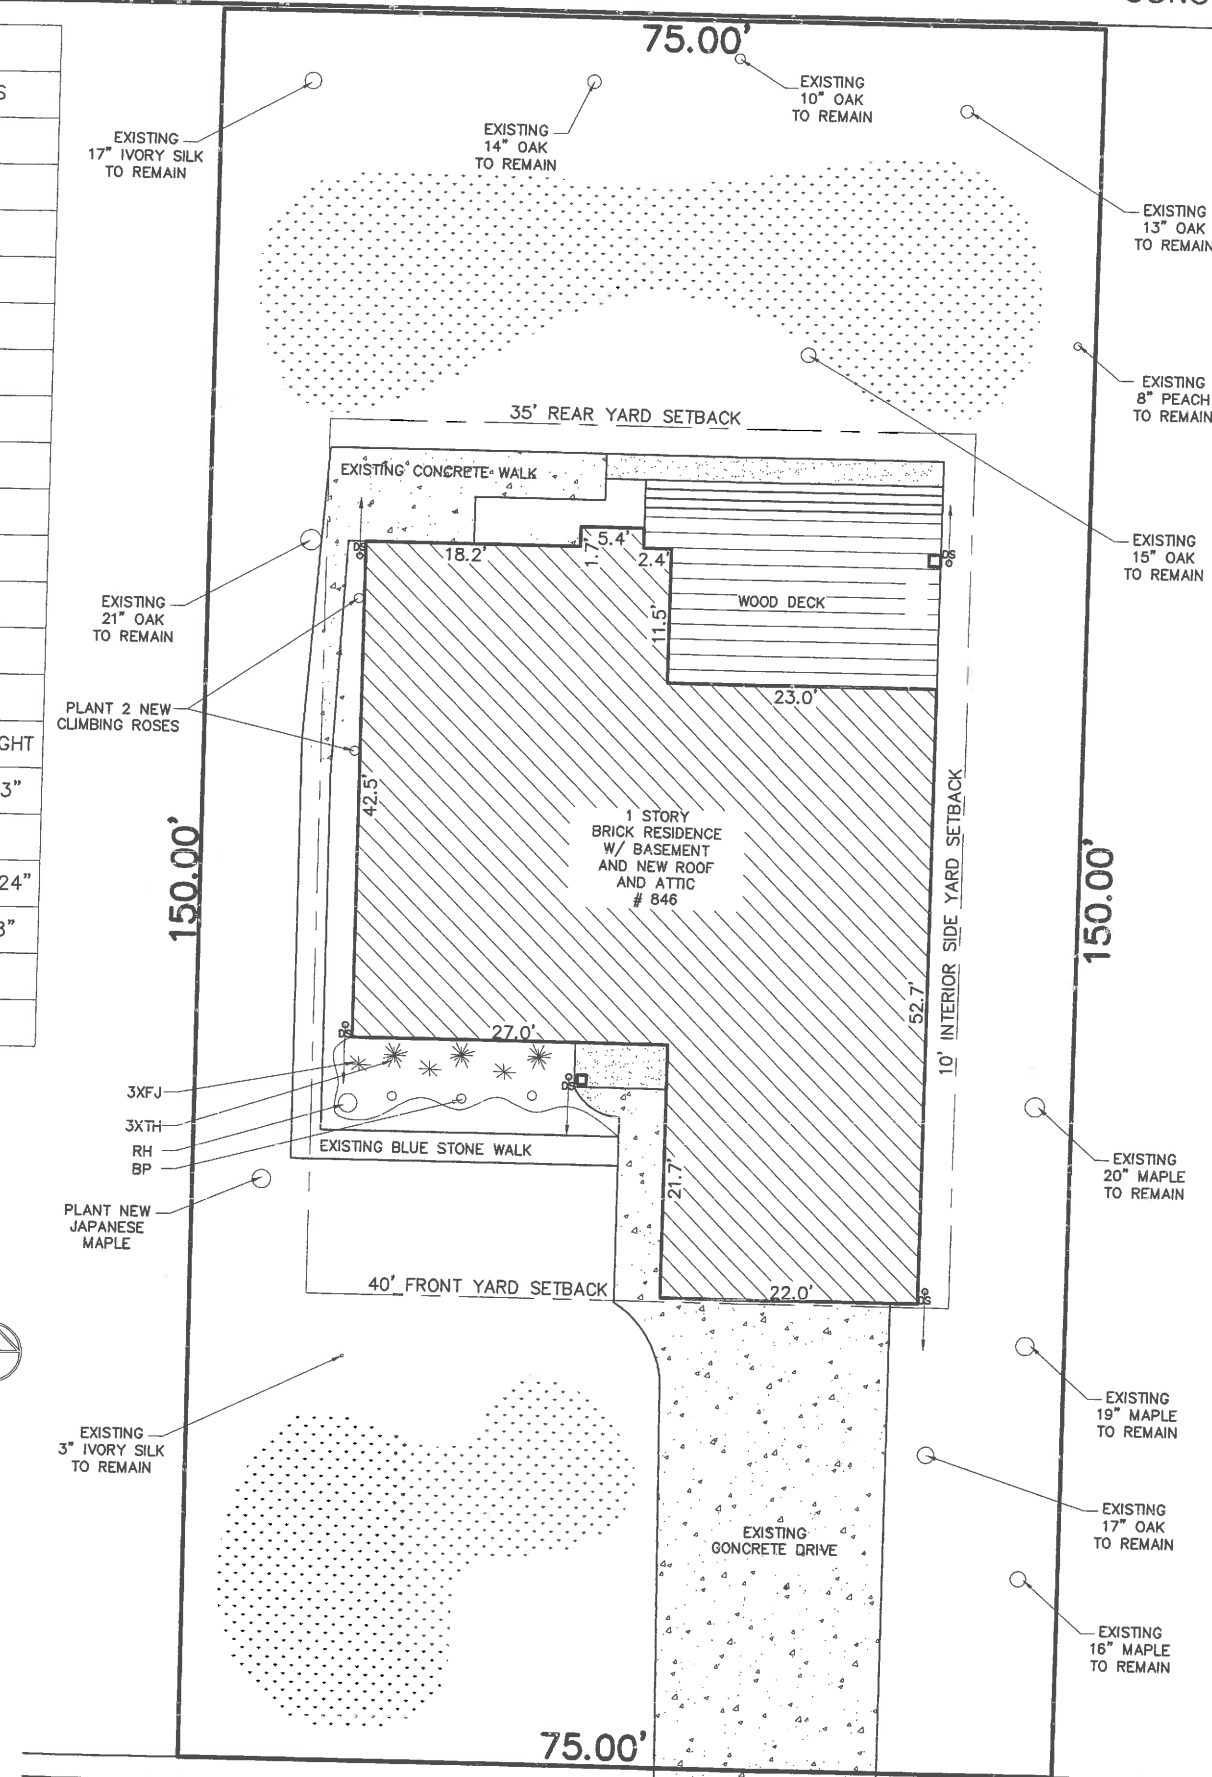 75.00'
S
EXISTING
17" IVORY SILK
TO REMAIN
EXISTING
14" OAK
TO REMAIN
EXISTING
10" OAK
TO REMAIN
EXISTING
13" OAK
TO REMAIN
EXISTING
8" PEACH
TO REMAIN
35' REAR YARD SETBACK
EXISTING CONCRETE WALK
DS
18.2'
1.7'
5.4'
2.4'
DS
EXISTING
15" OAK
TO REMAIN
EXISTING
21" OAK
TO REMAIN
11.5'
WOOD DECK
23.0'
PLANT 2 NEW
CLIMBING ROSES
GHT
3"
24"
3"
42.5'
1 STORY
BRICK RESIDENCE
W/ BASEMENT
AND NEW ROOF
AND ATTIC
# 846
150.00'
10' INTERIOR SIDE YARD SETBACK
150.00'
52.7'
DS
27.0'
3XFJ
3XTH
RH
BP
DS
EXISTING BLUE STONE WALK
21.7'
PLANT NEW
JAPANESE
MAPLE
EXISTING
20" MAPLE
TO REMAIN
40' FRONT YARD SETBACK
22.0'
DS
EXISTING
3" IVORY SILK
TO REMAIN
EXISTING
19" MAPLE
TO REMAIN
EXISTING
17" OAK
TO REMAIN
EXISTING
CONCRETE DRIVE
EXISTING
16" MAPLE
TO REMAIN
75.00'